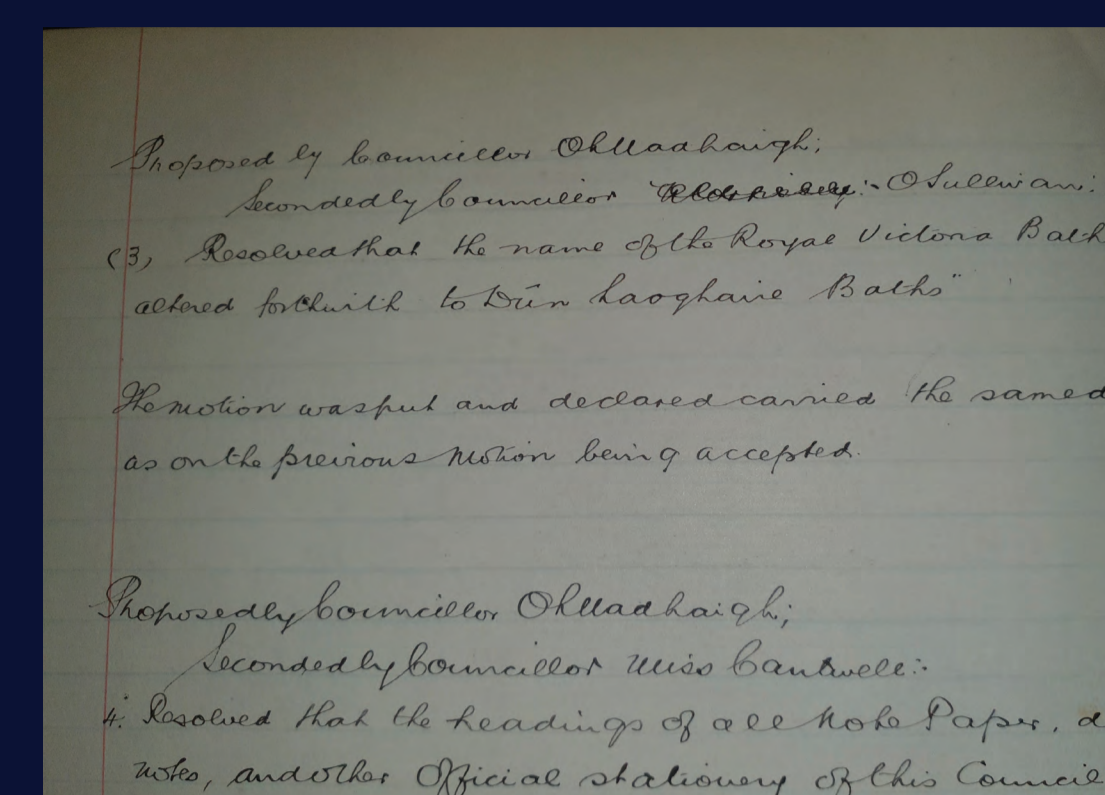 Proposed by Councillor OhUadhaigh;
Seconded by Councillor :- OSullivan:
(3) Resolved that the name of the Royal Victoria Bath
altered forthwith to Dún Laoghaire Baths"
The motion was put and declared carried the same d
as on the previous motion being accepted.
Proposed by Councillor OhUadhaigh;
Seconded by Councillor Miss Cantwell:-
4. Resolved that the headings of all Note Paper, d
notes, and other Official stationery of this Council